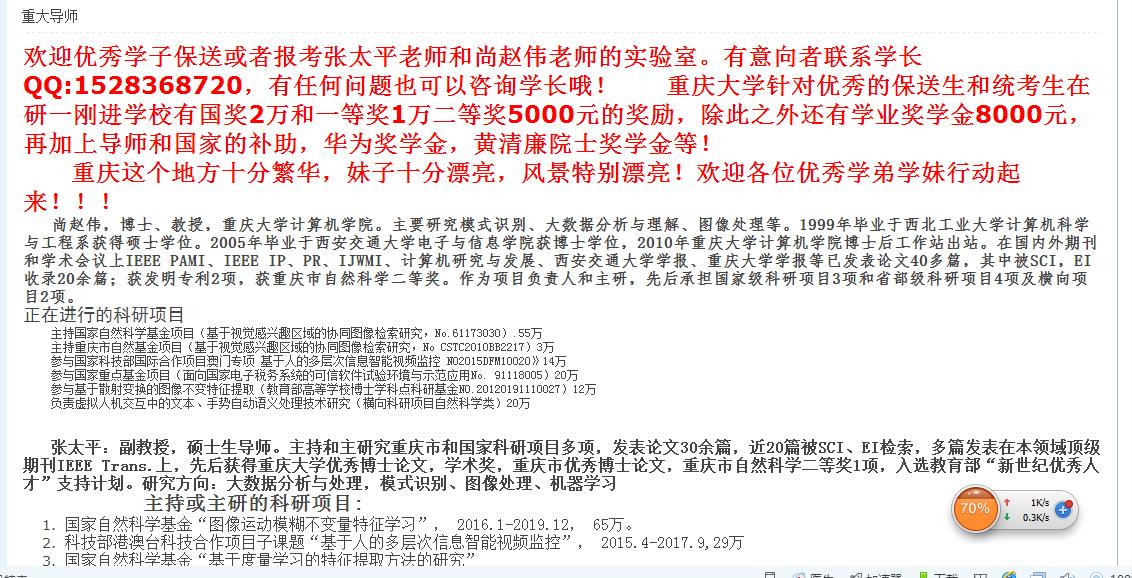 重大导师
欢迎优秀学子保送或者报考张太平老师和尚赵伟老师的实验室。有意向者联系学长
QQ:1528368720，有任何问题也可以咨询学长哦！ 重庆大学针对优秀的保送生和统考生在
研一刚进学校有国奖2万和一等奖1万二等奖5000元的奖励，除此之外还有学业奖学金8000元，
再加上导师和国家的补助，华为奖学金，黄清廉院士奖学金等！
重庆这个地方十分繁华，妹子十分漂亮，风景特别漂亮！欢迎各位优秀学弟学妹行动起
来！！！
尚赵伟，博士、教授，重庆大学计算机学院。主要研究模式识别、大数据分析与理解、图像处理等。1999年毕业于西北工业大学计算机科学
与工程系获得硕士学位。2005年毕业于西安交通大学电子与信息学院获博士学位，2010年重庆大学计算机学院博士后工作站出站。在国内外期刊
和学术会议上IEEE PAMI、IEEE IP、PR、IJWMI、计算机研究与发展、西安交通大学学报、重庆大学学报等已发表论文40多篇，其中被SCI，EI
收录20余篇；获发明专利2项，获重庆市自然科学二等奖。作为项目负责人和主研，先后承担国家级科研项目3项和省部级科研项目4项及横向项
目2项。
正在进行的科研项目
主持国家自然科学基金项目（基于视觉感兴趣区域的协同图像检索研究，No.61173030）.55万
主持重庆市自然基金项目（基于视觉感兴趣区域的协同图像检索研究，No CSTC2010BB2217）3万
参与国家科技部国际合作项目澳门专项 基于人的多层次信息智能视频监控 NO2015DFM10020》14万
参与国家重点基金项目（面向国家电子税务系统的可信软件试验环境与示范应用No. 91118005）20万
参与基于散射变换的图像不变特征提取（教育部高等学校博士学科点科研基金NO.20120191110027）12万
负责虚拟人机交互中的文本、手势自动语义处理技术研究（横向科研项目自然科学类）20万
张太平：副教授，硕士生导师。主持和主研究重庆市和国家科研项目多项，发表论文30余篇，近20篇被SCI、EI检索，多篇发表在本领域顶级
期刊IEEE Trans.上，先后获得重庆大学优秀博士论文，学术奖，重庆市优秀博士论文，重庆市自然科学二等奖1项，入选教育部“新世纪优秀人
才”支持计划。研究方向：大数据分析与处理，模式识别、图像处理、机器学习
主持或主研的科研项目：
1. 国家自然科学基金“图像运动模糊不变量特征学习”， 2016.1-2019.12， 65万。
2. 科技部港澳台科技合作项目子课题“基于人的多层次信息智能视频监控”， 2015.4-2017.9,29万
3. 国家自然科学基金“基于度量学习的特征提取方法的研究”
70%
1K/s
0.3K/s